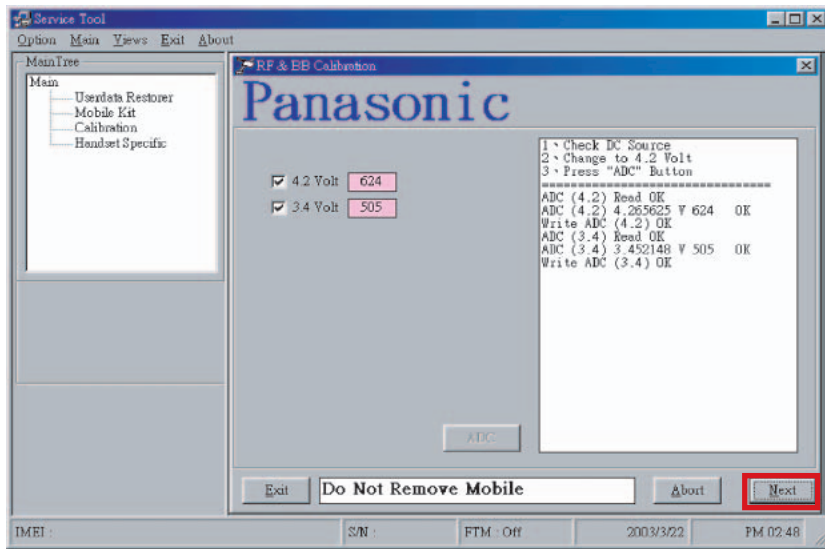 Service Tool
Option Main Views Exit About
MainTree
Main
Userdata Restorer
Mobile Kit
Calibration
Handset Specific
RF & BB Calibration
Panasonic
4.2 Volt 624
3.4 Volt 505
1、Check DC Source
2、Change to 4.2 Volt
3、Press "ADC" Button
================================
ADC (4.2) Read OK
ADC (4.2) 4.265625 V 624 OK
Write ADC (4.2) OK
ADC (3.4) Read OK
ADC (3.4) 3.452148 V 505 OK
Write ADC (3.4) OK
ADC
Exit Do Not Remove Mobile Abort Next
IMEI : S/N : FTM : Off 2003/3/22 PM 02:48